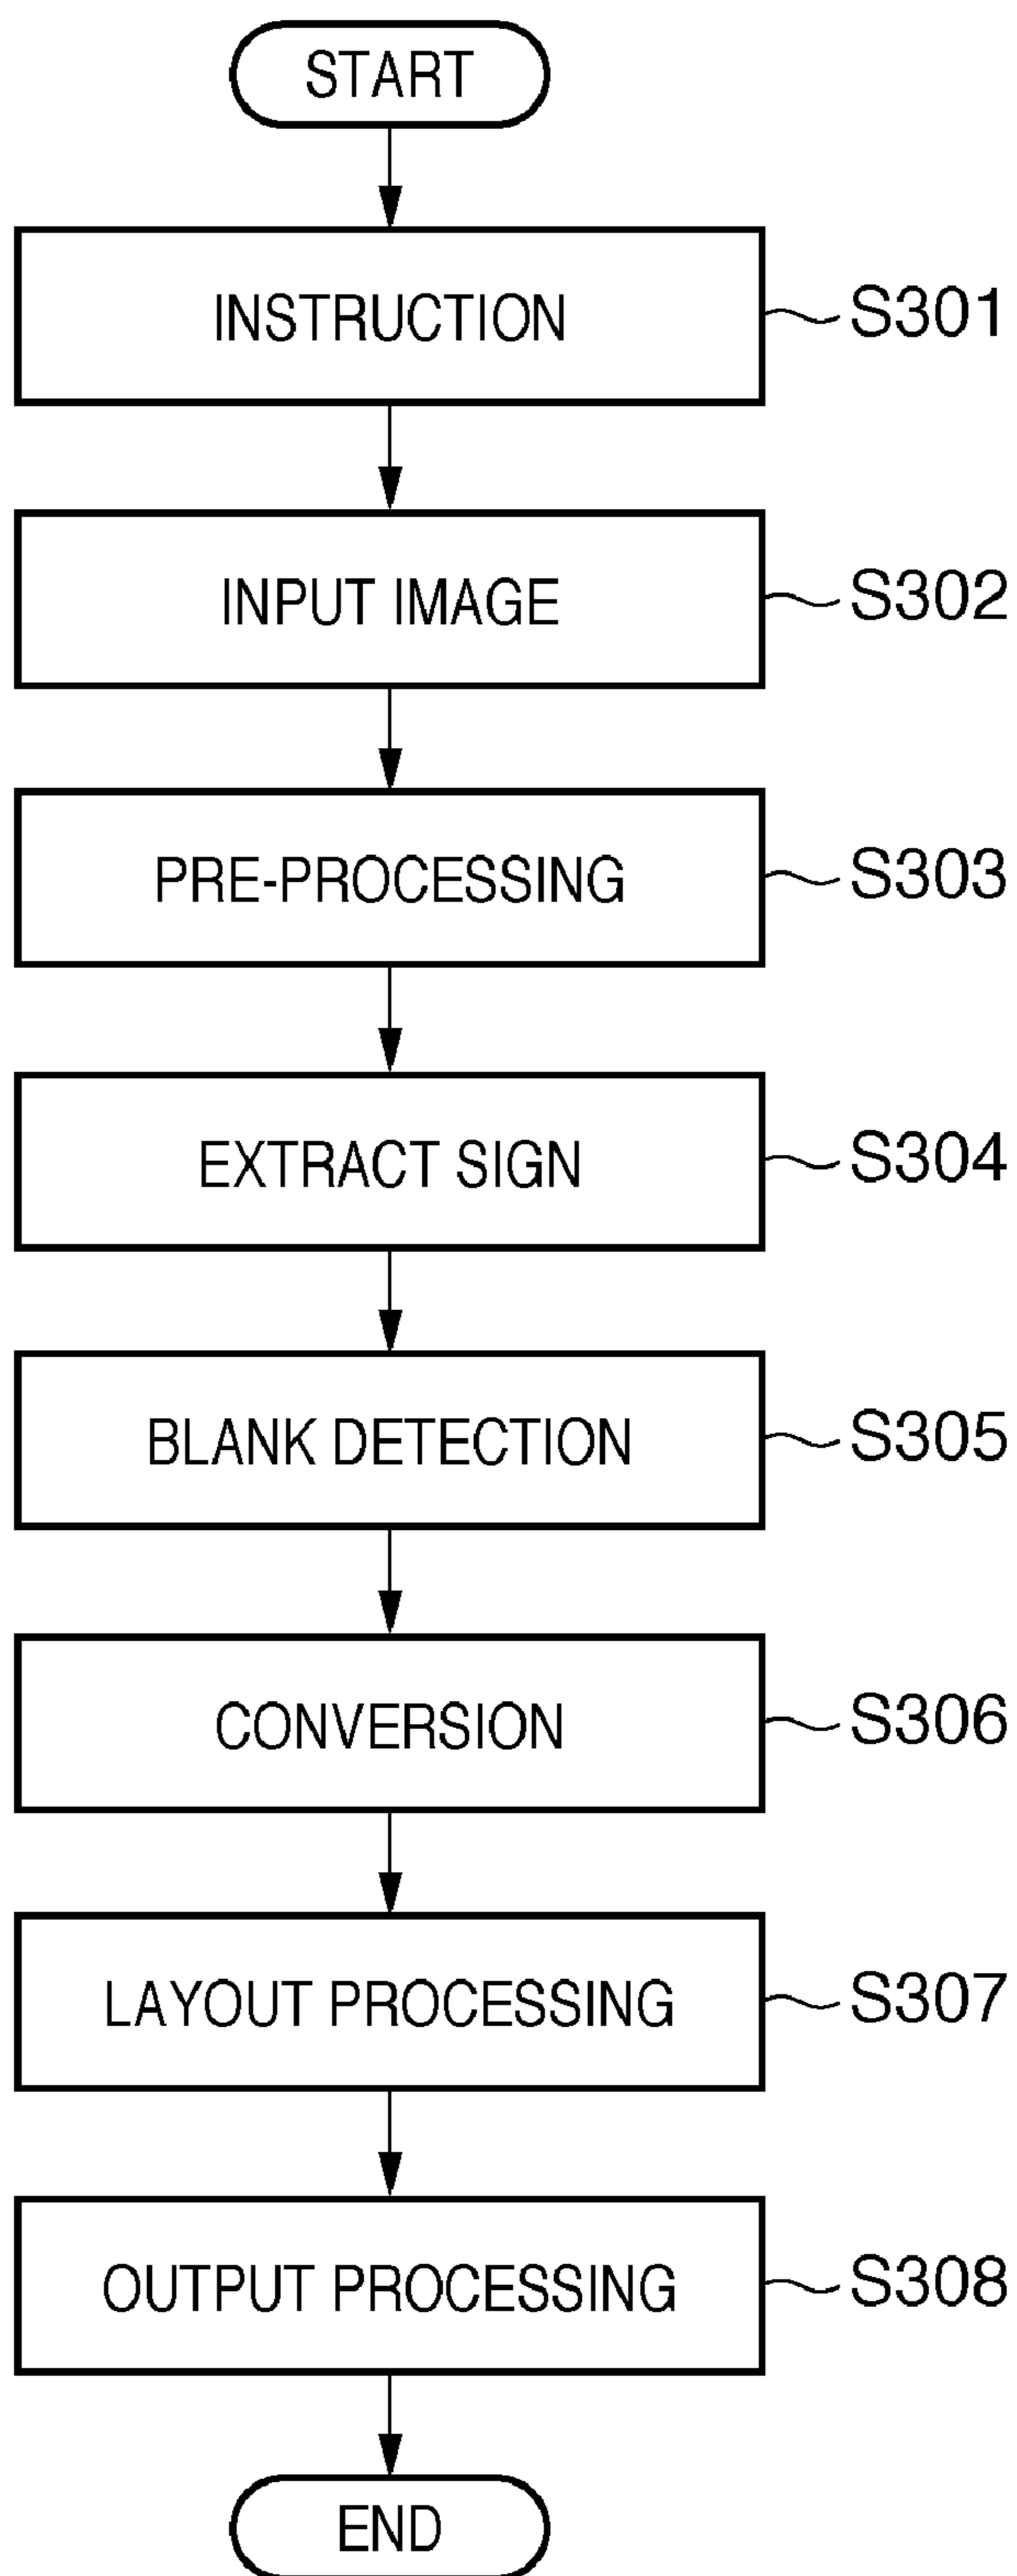 START
INSTRUCTION S301
INPUT IMAGE S302
PRE-PROCESSING S303
EXTRACT SIGN S304
BLANK DETECTION S305
CONVERSION S306
LAYOUT PROCESSING S307
OUTPUT PROCESSING S308
END